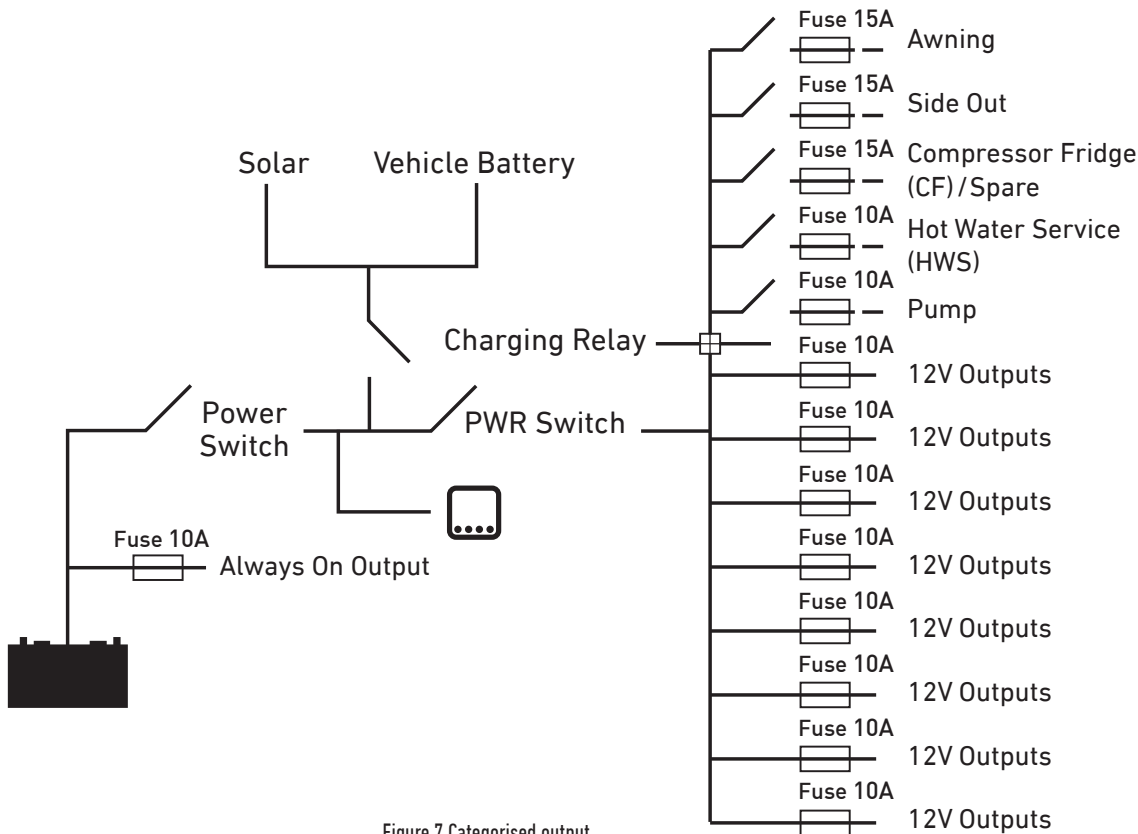 Fuse 15A
Awning
Fuse 15A
Side Out
Solar
Vehicle Battery
Fuse 15A
Compressor Fridge
(CF)/Spare
Fuse 10A
Hot Water Service
(HWS)
Fuse 10A
Pump
Charging Relay
Fuse 10A
12V Outputs
Power
Switch
PWR Switch
Fuse 10A
12V Outputs
Fuse 10A
12V Outputs
Fuse 10A
Always On Output
Fuse 10A
12V Outputs
Fuse 10A
12V Outputs
Fuse 10A
12V Outputs
Fuse 10A
12V Outputs
Fuse 10A
12V Outputs
Figure 7 Categorised output